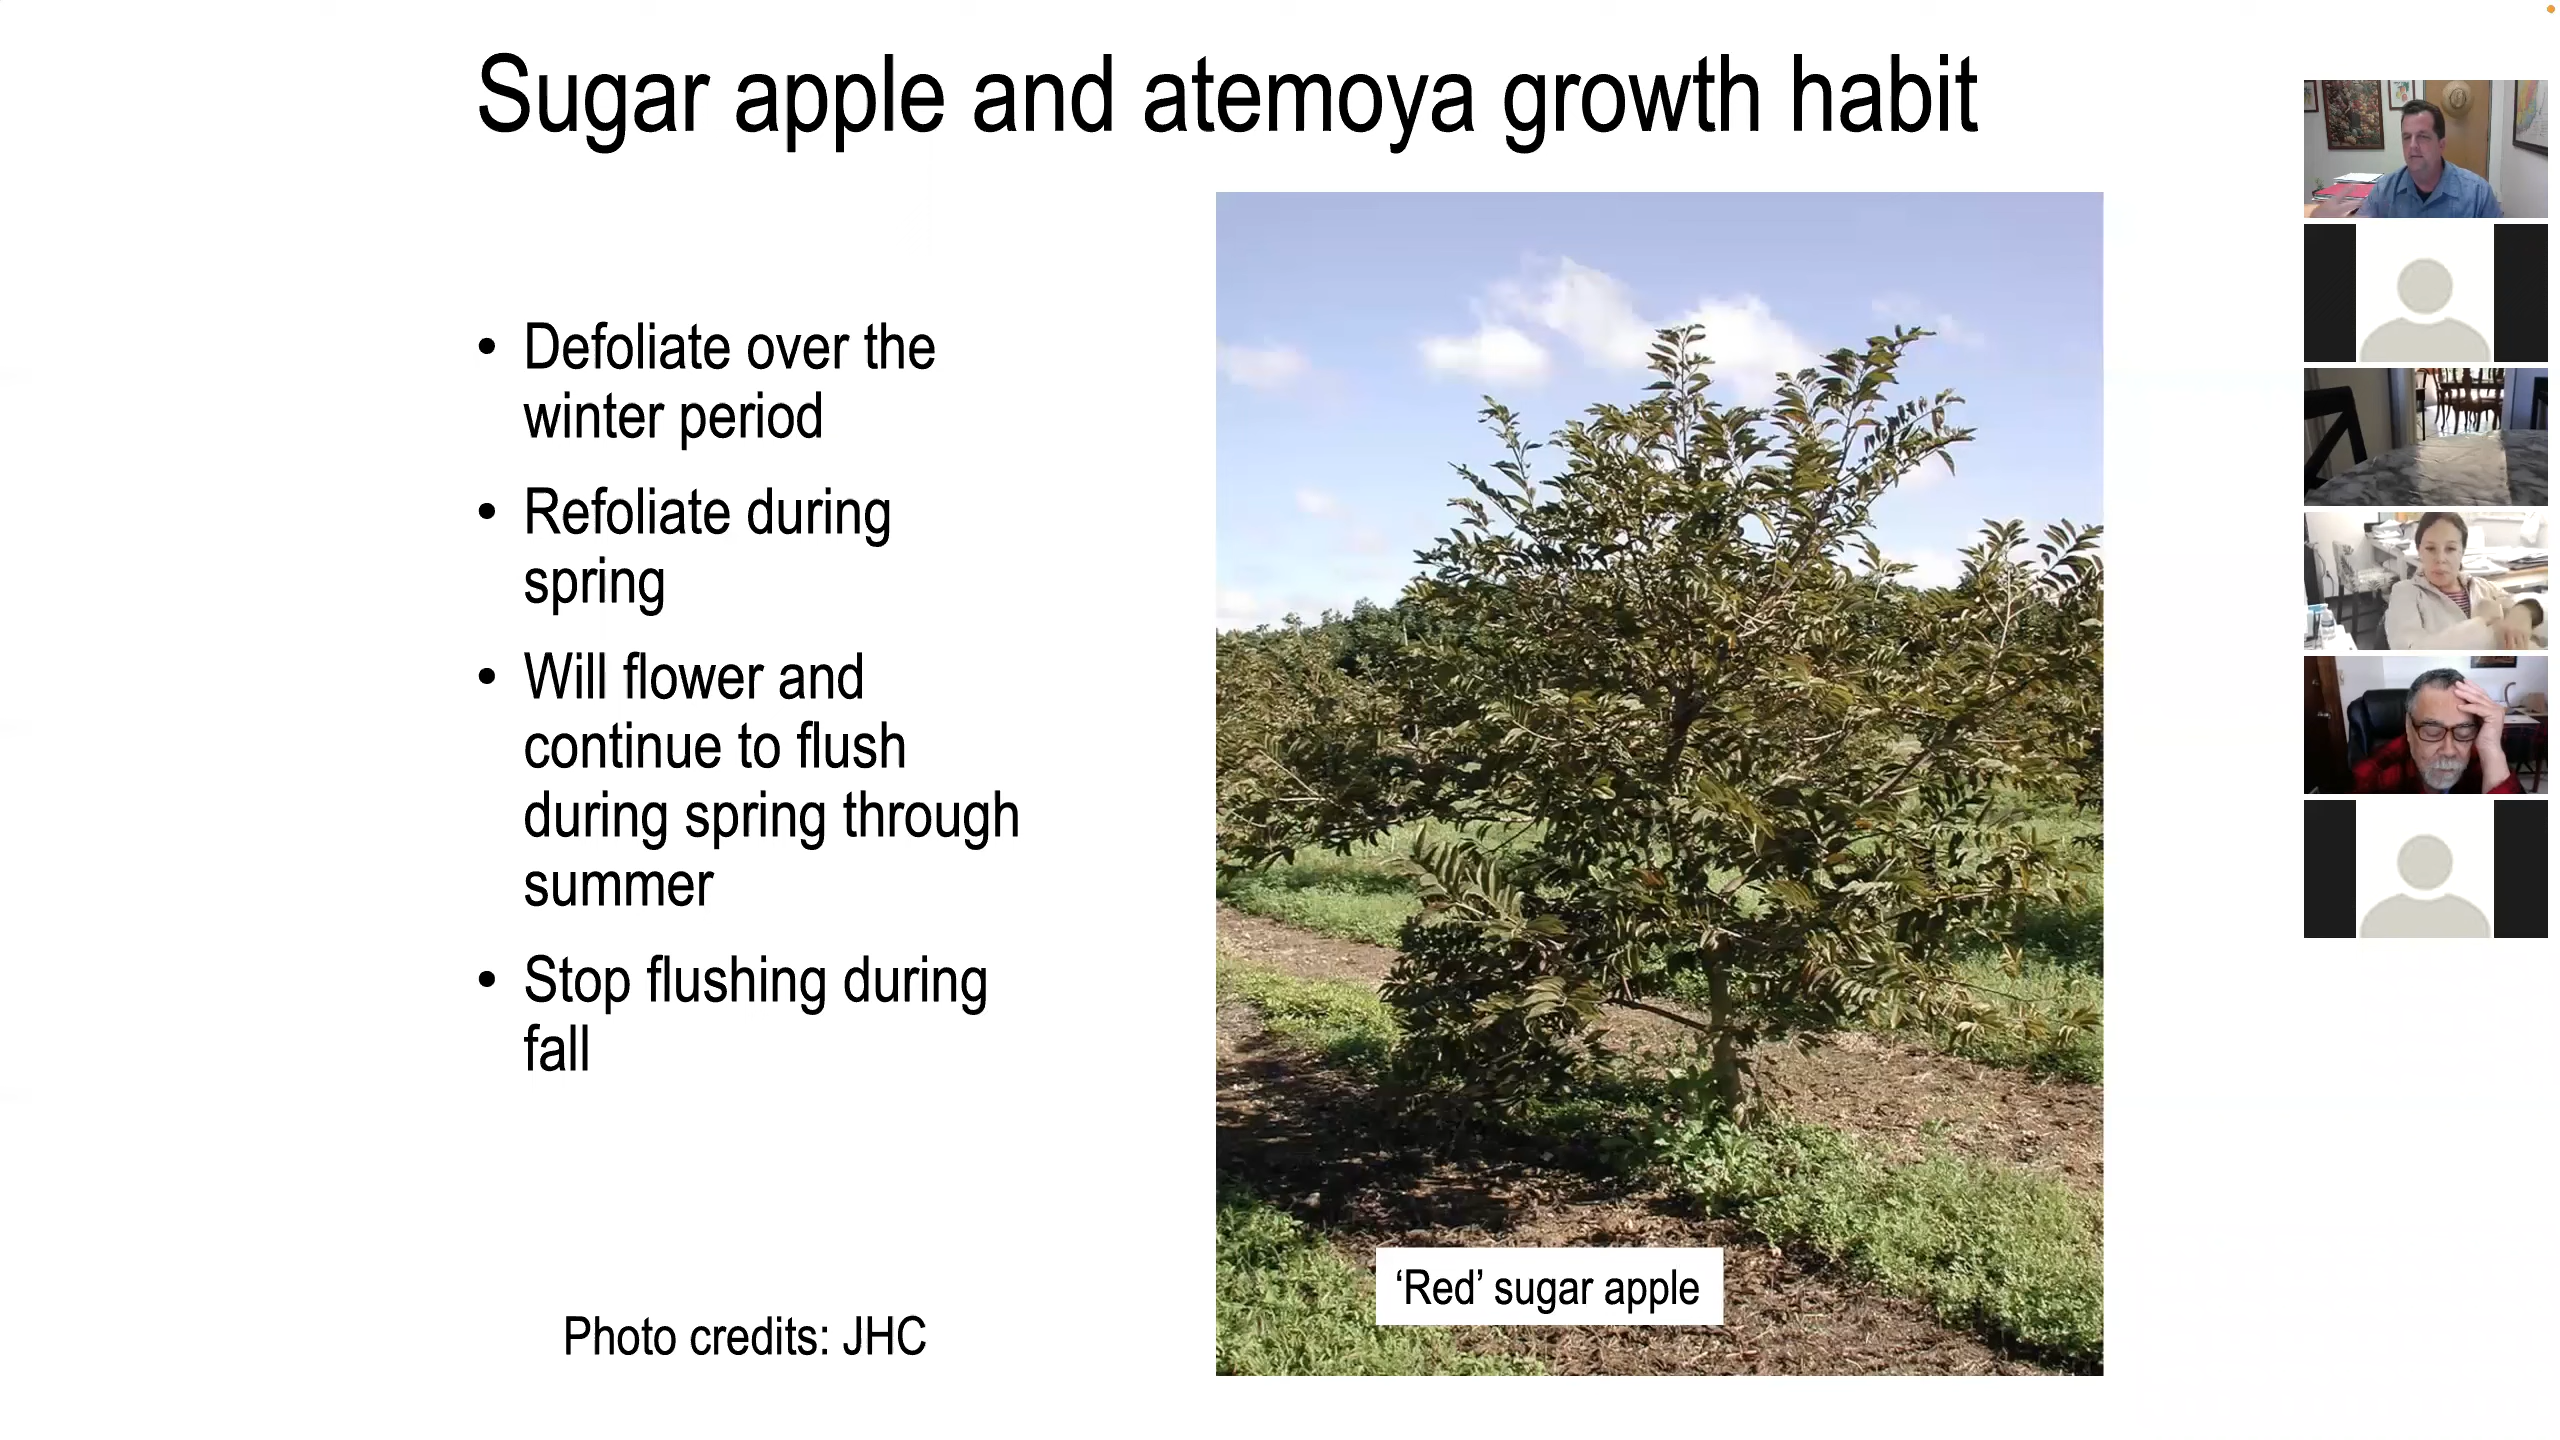 Sugar apple and atemoya growth habit
• Defoliate over the
winter period
• Refoliate during
spring
• Will flower and
continue to flush
during spring through
summer
• Stop flushing during
fall
Photo credits: JHC
‘Red’ sugar apple